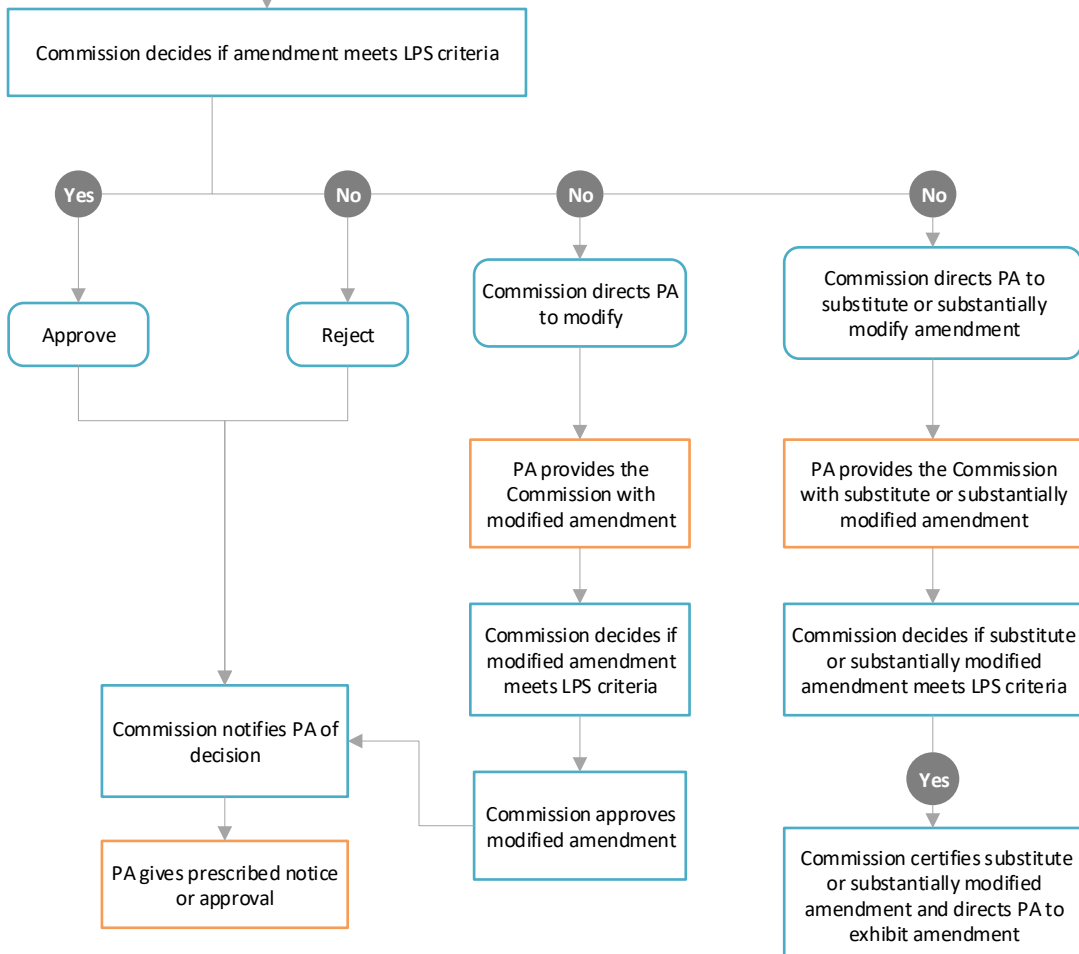 Commission decides if amendment meets LPS criteria
Yes
No
No
No
Approve
Reject
Commission directs PA
to modify
Commission directs PA to
substitute or substantially
modify amendment
PA provides the
Commission with
modified amendment
PA provides the Commission
with substitute or substantially
modified amendment
Commission decides if
modified amendment
meets LPS criteria
Commission decides if substitute
or substantially modified
amendment meets LPS criteria
Commission notifies PA of
decision
Yes
Commission approves
modified amendment
PA gives prescribed notice
or approval
Commission certifies substitute
or substantially modified
amendment and directs PA to
exhibit amendment